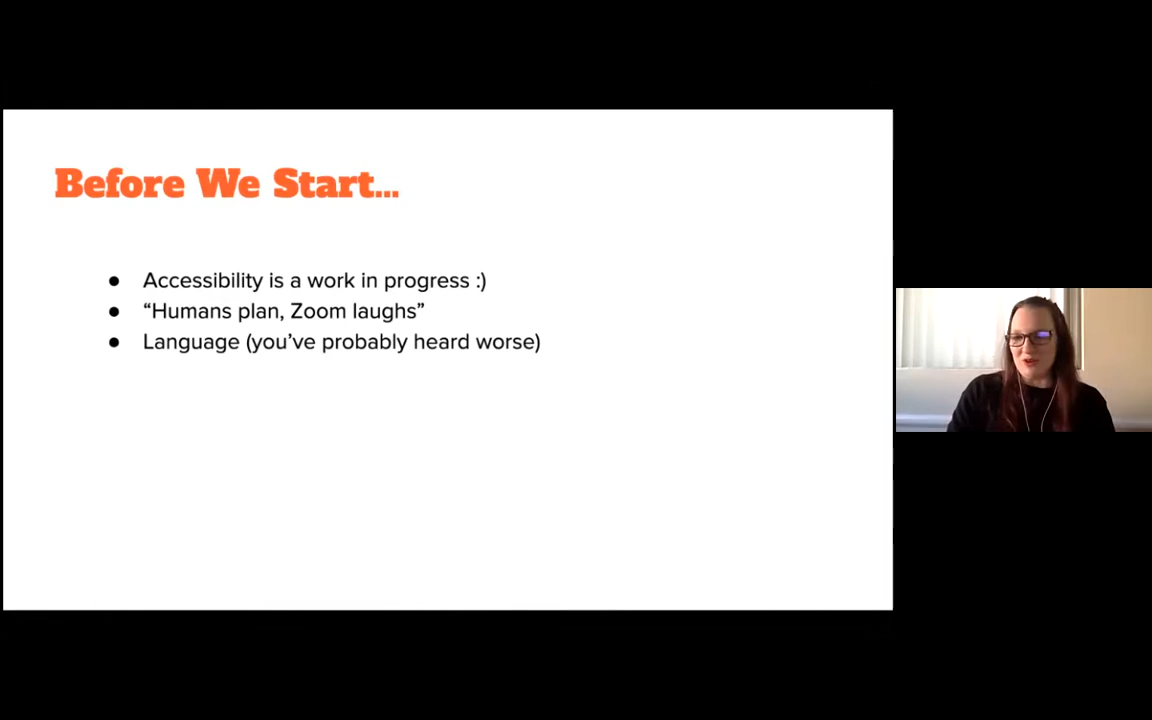 Before We Start...
● Accessibility is a work in progress :)
● “Humans plan, Zoom laughs”
● Language (you’ve probably heard worse)